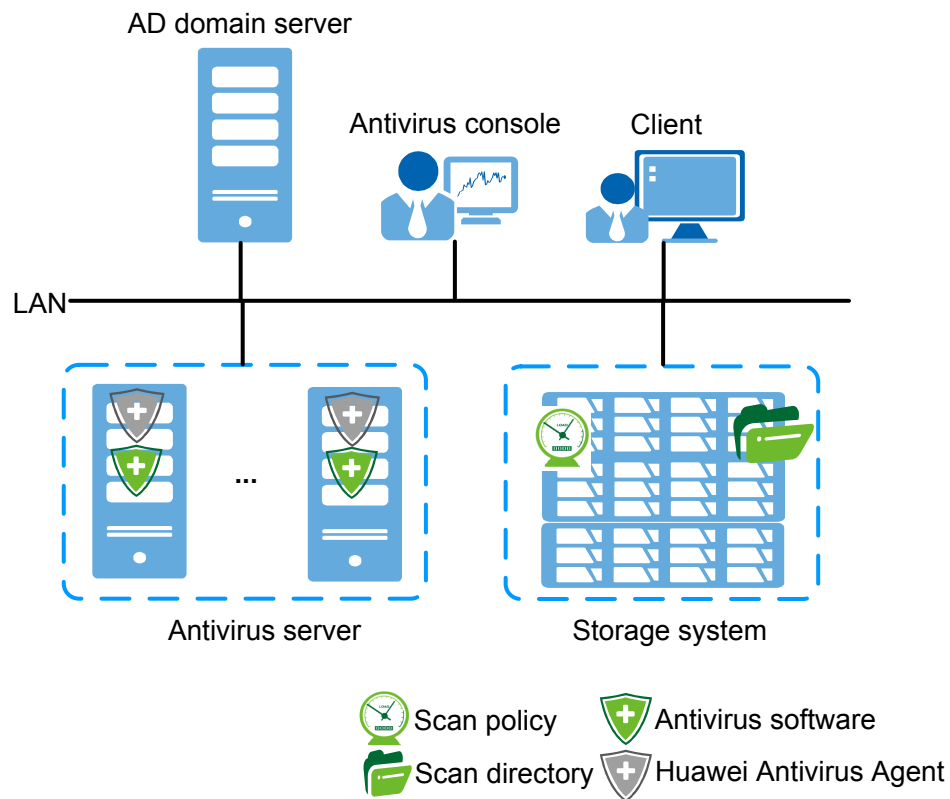 AD domain server
Antivirus console
Client
LAN
...
Antivirus server
Storage system
Scan policy
Antivirus software
Scan directory
Huawei Antivirus Agent